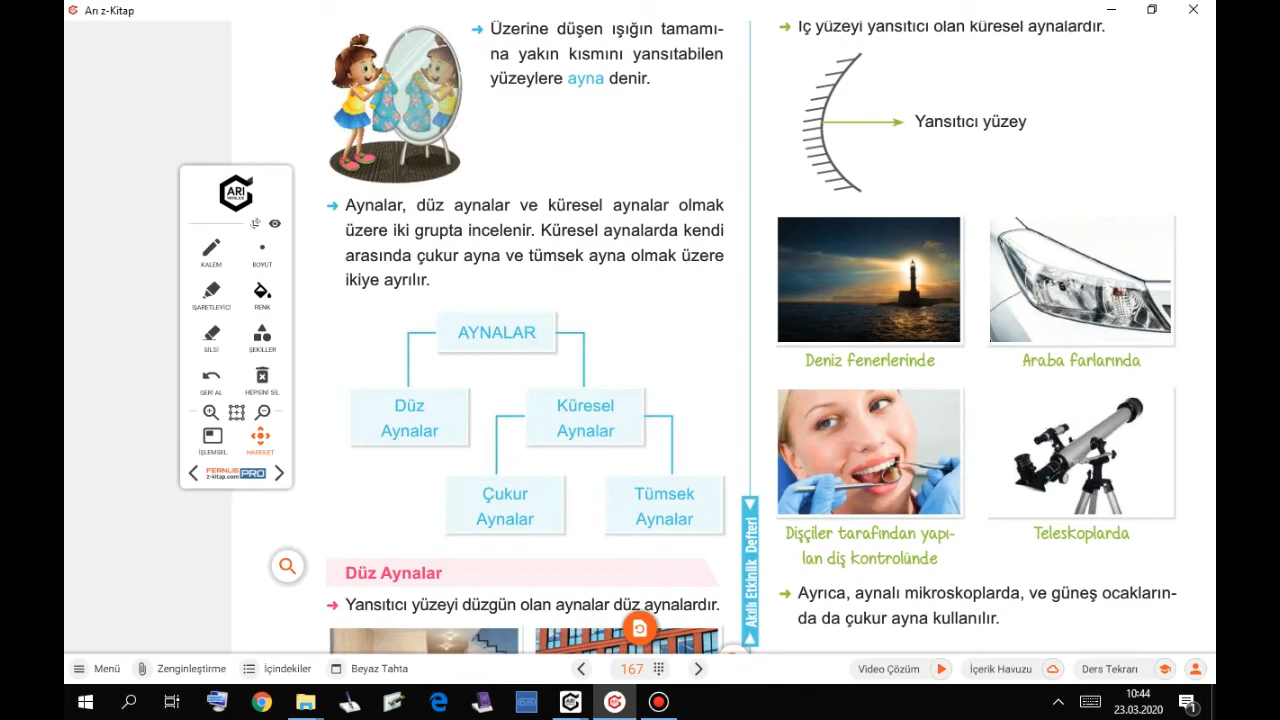 Arı z-Kitap
Üzerine düşen ışığın tamamı-
na yakın kısmını yansıtabilen
yüzeylere ayna denir.
Aynalar, düz aynalar ve küresel aynalar olmak
üzere iki grupta incelenir. Küresel aynalarda kendi
arasında çukur ayna ve tümsek ayna olmak üzere
ikiye ayrılır.
AYNALAR
Düz
Aynalar
Küresel
Aynalar
Çukur
Aynalar
Tümsek
Aynalar
Düz Aynalar
Yansıtıcı yüzeyi düzgün olan aynalar düz aynalardır.
Akıllı Etkinlik Defteri
İç yüzeyi yansıtıcı olan küresel aynalardır.
Yansıtıcı yüzey
Deniz fenerlerinde
Araba farlarında
Dişçiler tarafından yapı-
lan diş kontrolünde
Teleskoplarda
Ayrıca, aynalı mikroskoplarda, ve güneş ocakların-
da da çukur ayna kullanılır.
ARI
KALEM
BOYUT
İŞARETLEYİCİ
RENK
SİLGİ
ŞEKİLLER
GERİ AL
HEPSİNİ SİL
İŞLEMSEL
HAREKET
FERNUS PRO
z-kitap.com
Menü
Zenginleştirme
İçindekiler
Beyaz Tahta
167
Video Çözüm
İçerik Havuzu
Ders Tekrarı
10:44
23.03.2020
1